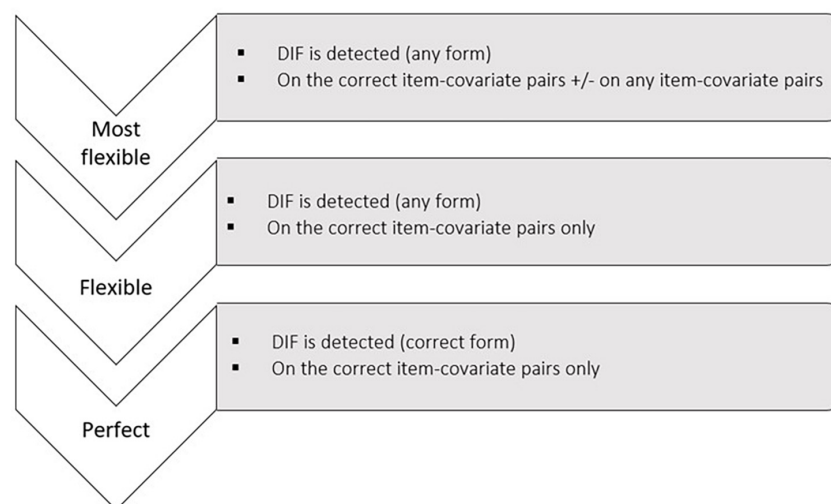 Most
flexible
▪ DIF is detected (any form)
▪ On the correct item-covariate pairs +/- on any item-covariate pairs
Flexible
▪ DIF is detected (any form)
▪ On the correct item-covariate pairs only
Perfect
▪ DIF is detected (correct form)
▪ On the correct item-covariate pairs only